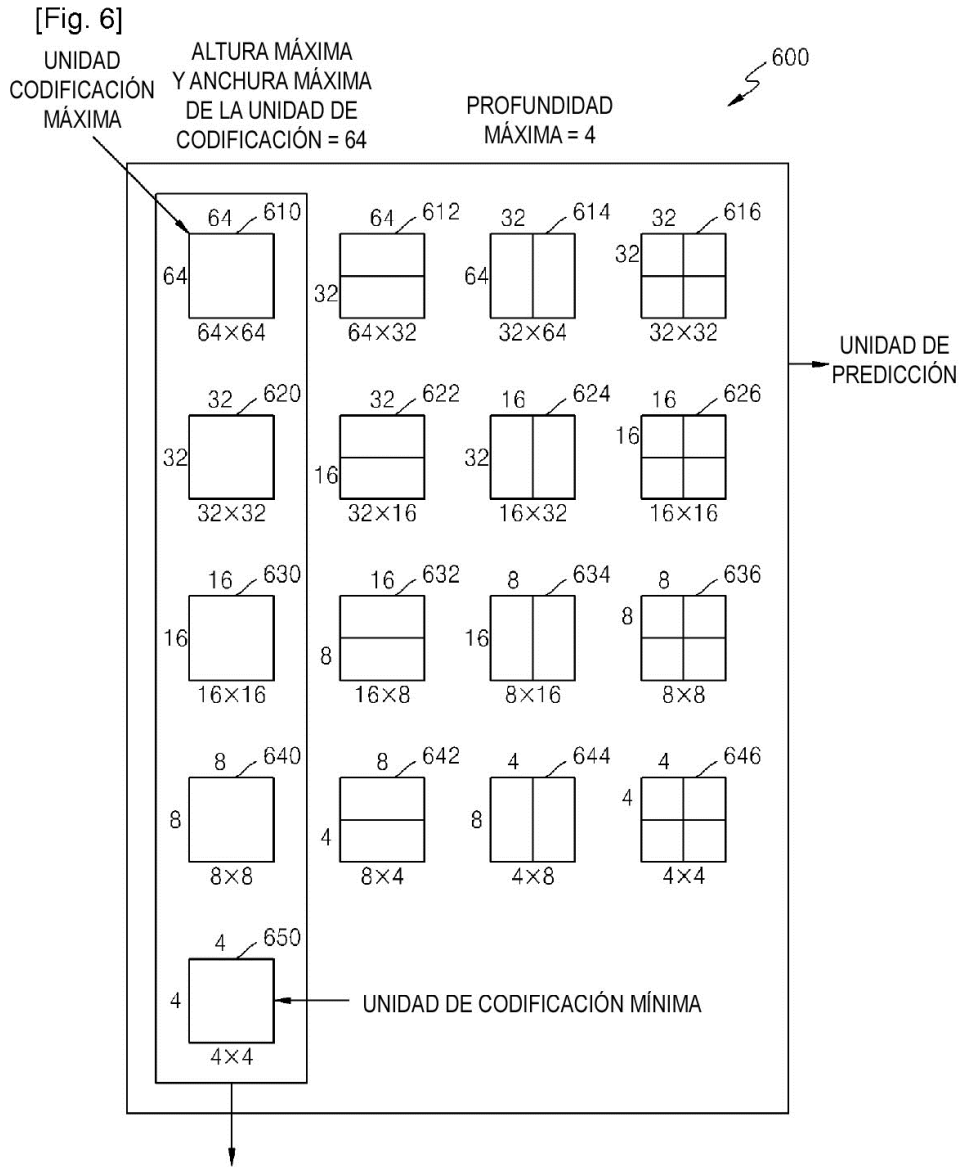 [Fig. 6]
UNIDAD
CODIFICACIÓN
MÁXIMA
ALTURA MÁXIMA
Y ANCHURA MÁXIMA
DE LA UNIDAD DE
CODIFICACIÓN = 64
PROFUNDIDAD
MÁXIMA = 4
600
64 610 64 612 32 614 32 616
64 32 64 32
64×64 64×32 32×64 32×32
UNIDAD DE
PREDICCIÓN
32 620 32 622 16 624 16 626
32 16 32 16
32×32 32×16 16×32 16×16
16 630 16 632 8 634 8 636
16 8 16 8
16×16 16×8 8×16 8×8
8 640 8 642 4 644 4 646
8 4 8 4
8×8 8×4 4×8 4×4
4 650
4
UNIDAD DE CODIFICACIÓN MÍNIMA
4×4